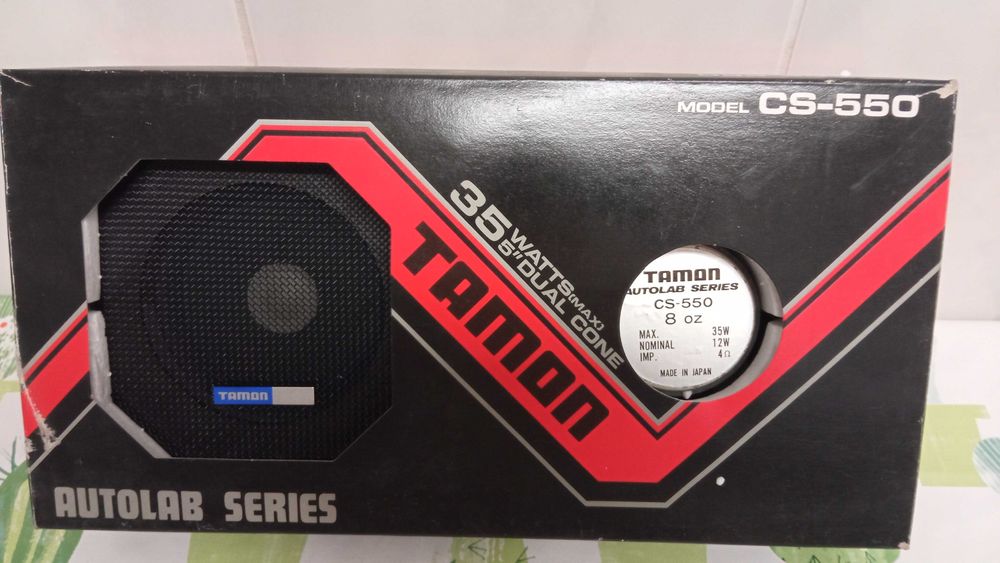 MODEL CS-550
35 WATTS(MAX)
5"DUAL CONE
TAMON
TAMON
AUTOLAB SERIES
CS-550
8 oz
MAX. 35W
NOMINAL 12W
IMP. 4Ω
MADE IN JAPAN
TAMON
AUTOLAB SERIES